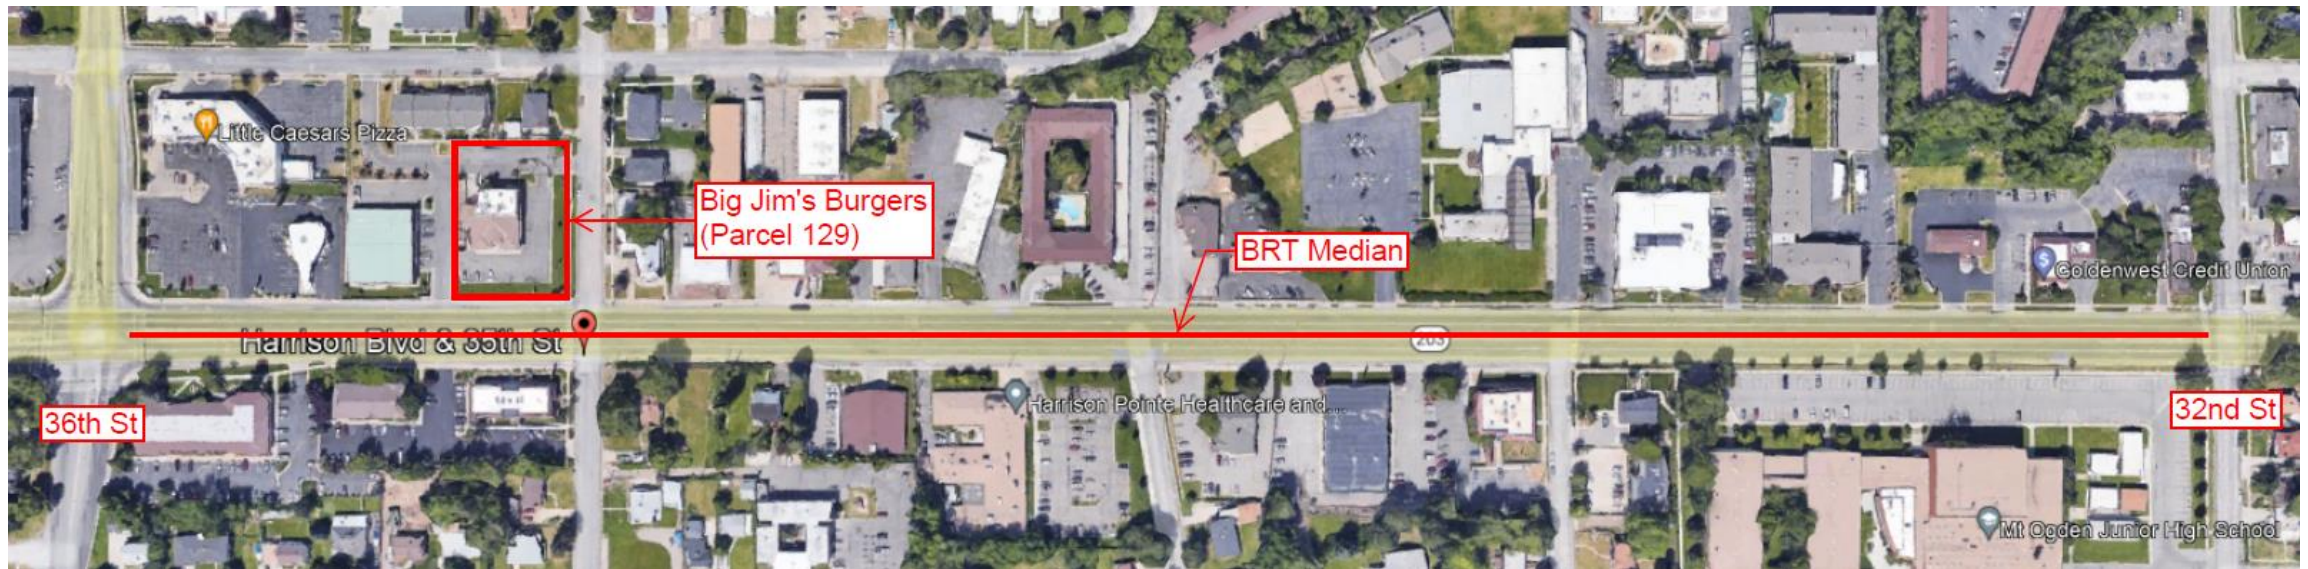 Little Caesars Pizza
Big Jim's Burgers
(Parcel 129)
BRT Median
Goldenwest Credit Union
Harrison Blvd & 35th St
203
36th St
Harrison Pointe Healthcare and...
32nd St
Mt Ogden Junior High School